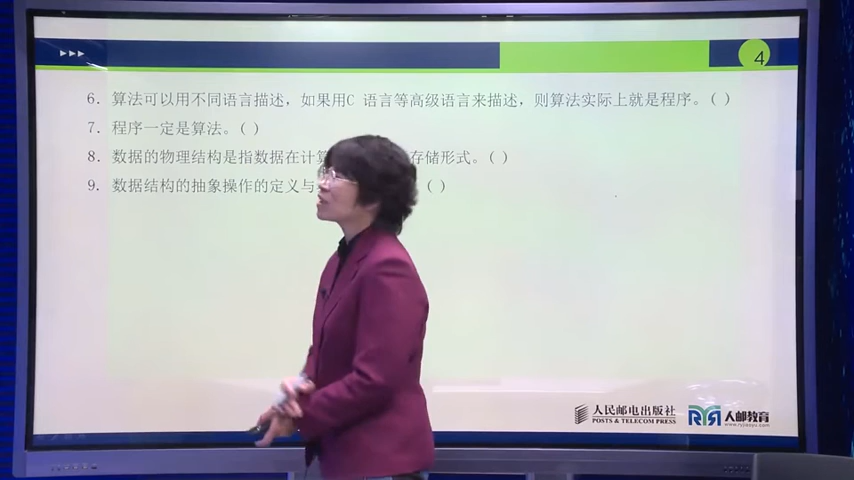 4
6. 算法可以用不同语言描述，如果用C 语言等高级语言来描述，则算法实际上就是程序。( )
7. 程序一定是算法。( )
8. 数据的物理结构是指数据在计算 存储形式。( )
9. 数据结构的抽象操作的定义与 ( )
人民邮电出版社
POSTS & TELECOM PRESS
人邮教育
www.ryjiaoyu.com